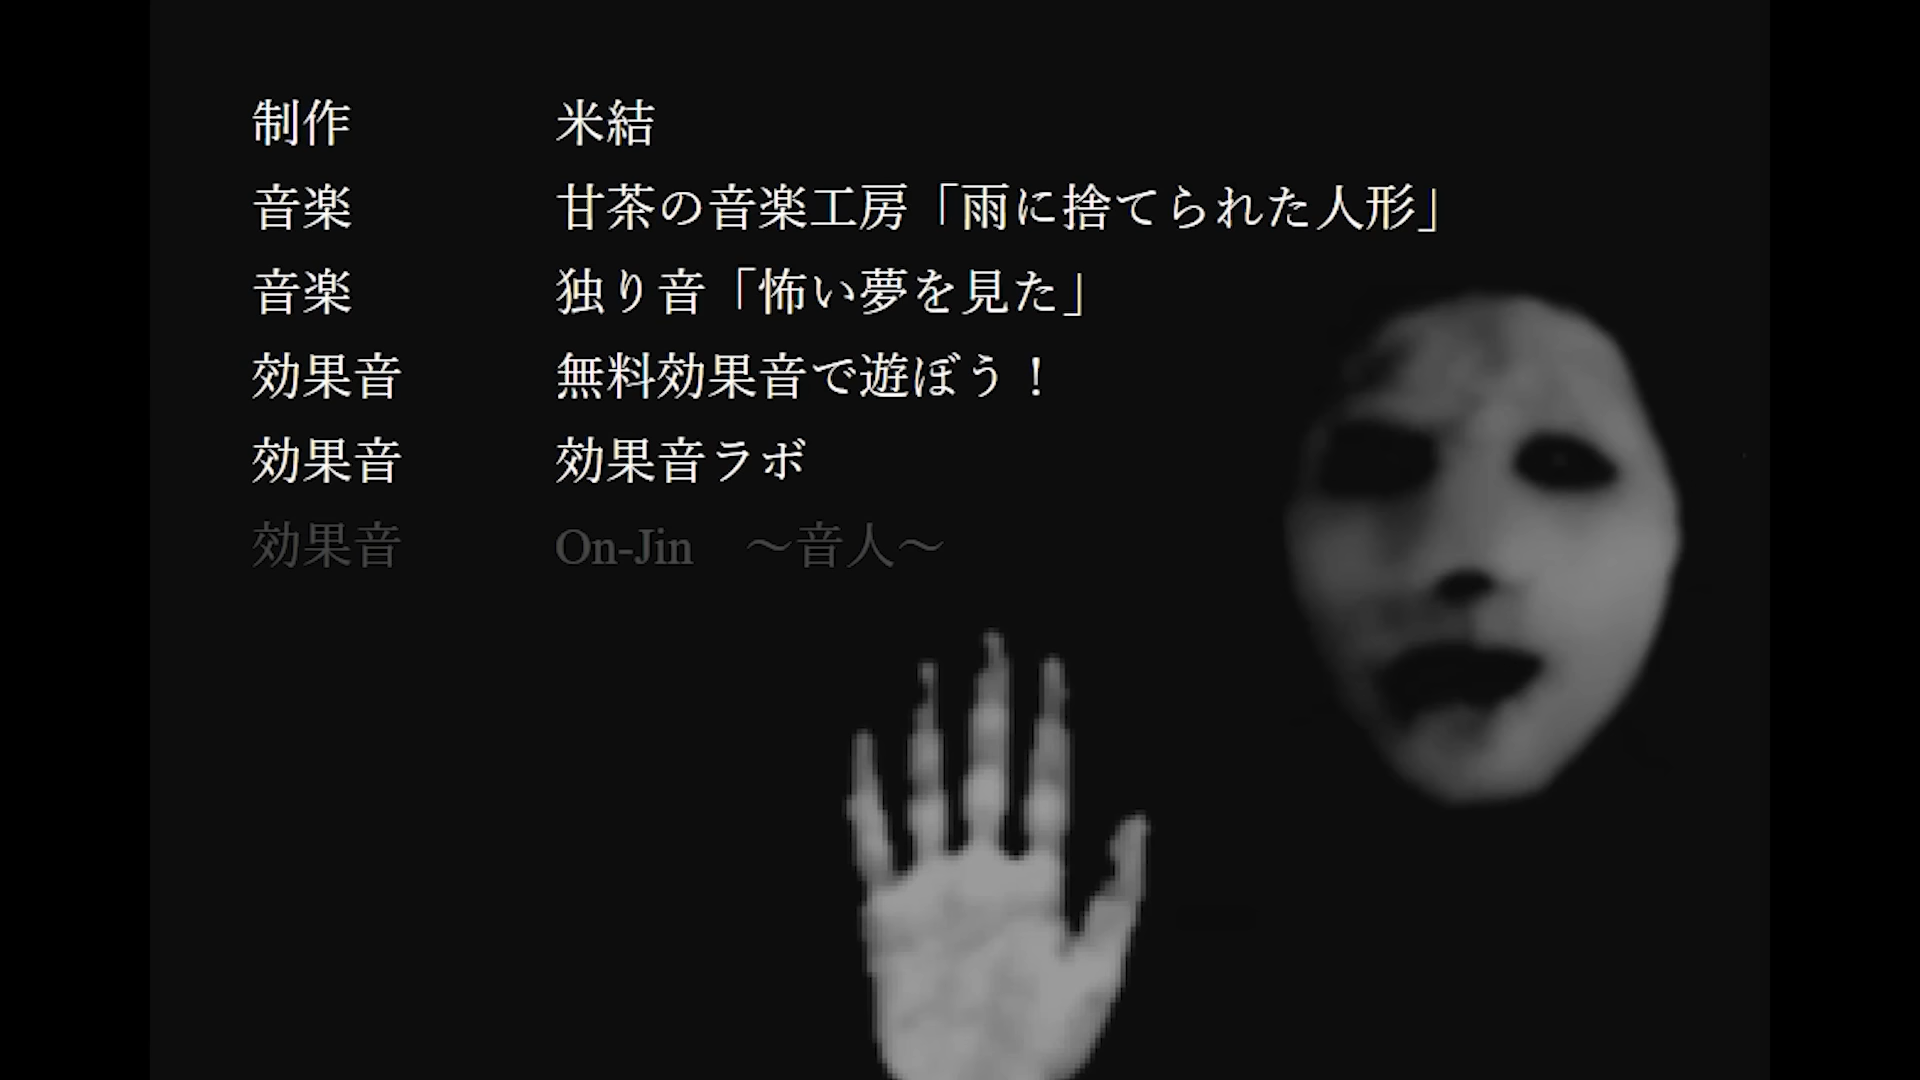 制作 米結
音楽 甘茶の音楽工房「雨に捨てられた人形」
音楽 独り音「怖い夢を見た」
効果音 無料効果音で遊ぼう！
効果音 効果音ラボ
効果音 On-Jin　～音人～